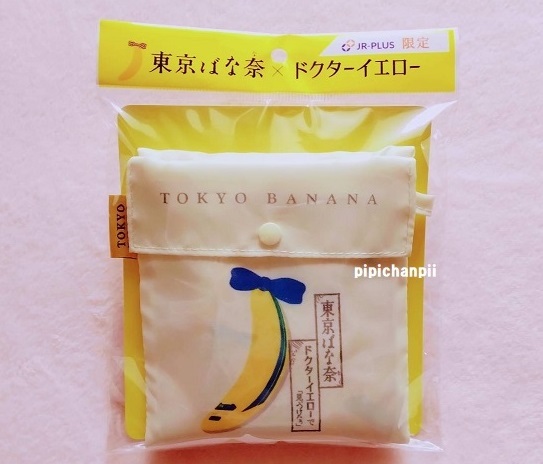 JR-PLUS 限定
東京ばな奈×ドクターイエロー
TOKYO BANANA
TOKYO
pipichanpii
東京ばな奈
ドクターイエローで
「見ぃつけたっ」